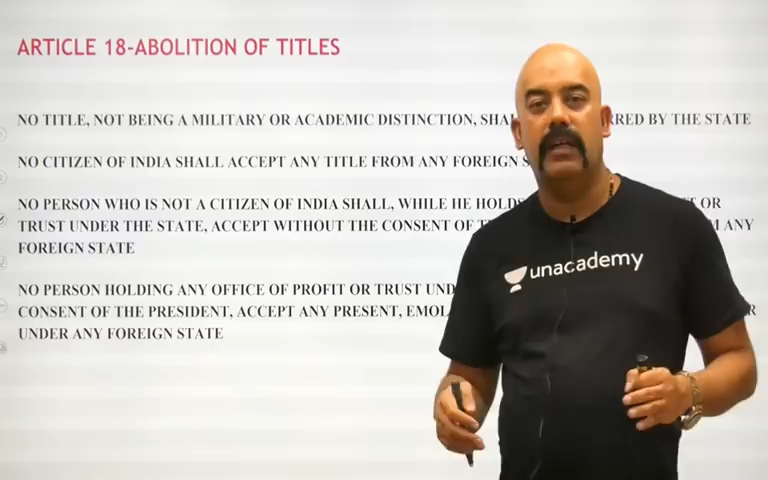 ARTICLE 18-ABOLITION OF TITLES
NO TITLE, NOT BEING A MILITARY OR ACADEMIC DISTINCTION, RRED BY THE STATE
NO CITIZEN OF INDIA SHALL ACCEPT ANY TITLE FROM ANY FOREIGN
NO PERSON WHO IS NOT A CITIZEN OF INDIA SHALL, WHILE HE HOLDS OR
TRUST UNDER THE STATE, ACCEPT WITHOUT THE CONSENT OF ANY
FOREIGN STATE
NO PERSON HOLDING ANY OFFICE OF PROFIT OR TRUST
CONSENT OF THE PRESIDENT, ACCEPT ANY PRESENT,
UNDER ANY FOREIGN STATE
unacademy